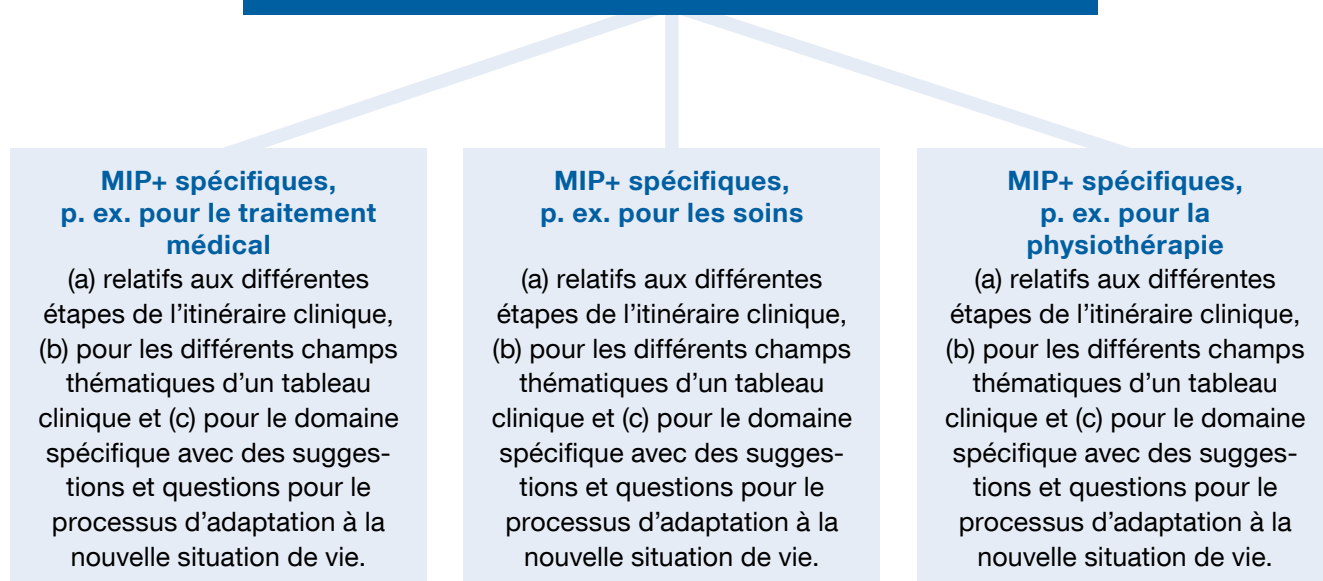 MIP+ spécifiques,
p. ex. pour le traitement
médical
(a) relatifs aux différentes
étapes de l’itinéraire clinique,
(b) pour les différents champs
thématiques d’un tableau
clinique et (c) pour le domaine
spécifique avec des sugges-
tions et questions pour le
processus d’adaptation à la
nouvelle situation de vie.
MIP+ spécifiques,
p. ex. pour les soins
(a) relatifs aux différentes
étapes de l’itinéraire clinique,
(b) pour les différents champs
thématiques d’un tableau
clinique et (c) pour le domaine
spécifique avec des sugges-
tions et questions pour le
processus d’adaptation à la
nouvelle situation de vie.
MIP+ spécifiques,
p. ex. pour la
physiothérapie
(a) relatifs aux différentes
étapes de l’itinéraire clinique,
(b) pour les différents champs
thématiques d’un tableau
clinique et (c) pour le domaine
spécifique avec des sugges-
tions et questions pour le
processus d’adaptation à la
nouvelle situation de vie.